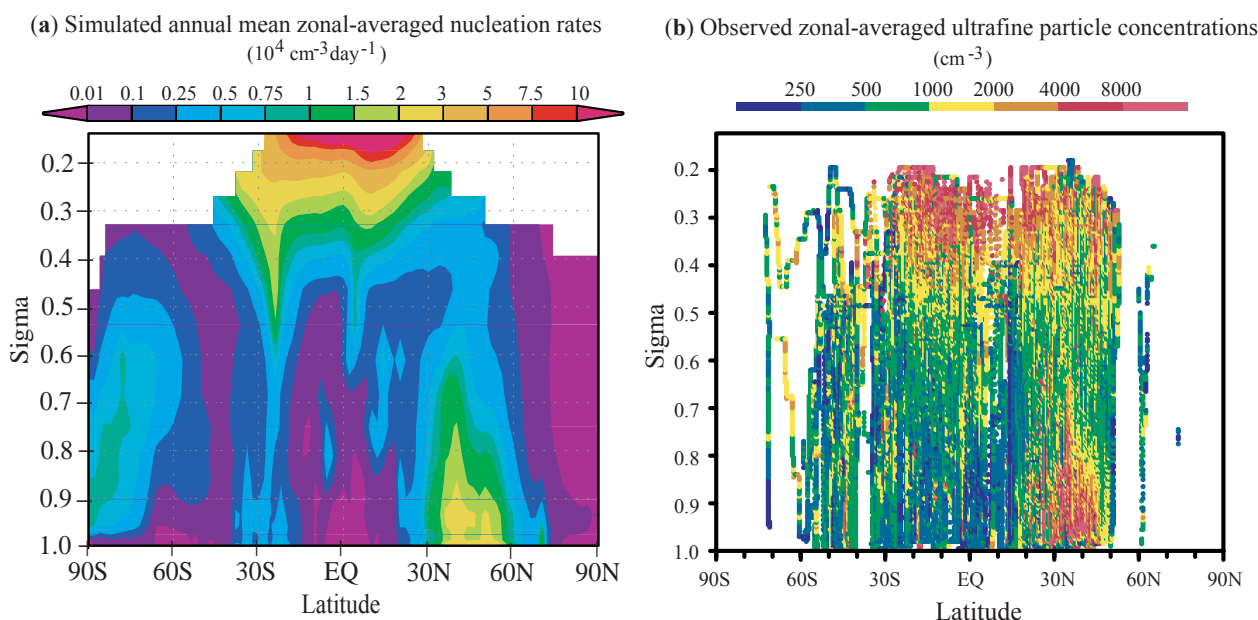 (a) Simulated annual mean zonal-averaged nucleation rates
(10⁴ cm⁻³day⁻¹)
0.01 0.1 0.25 0.5 0.75 1 1.5 2 3 5 7.5 10
0.2
0.3
0.4
0.5
0.6
0.7
0.8
0.9
1.0
Sigma
90S 60S 30S EQ 30N 60N 90N
Latitude
(b) Observed zonal-averaged ultrafine particle concentrations
(cm⁻³)
250 500 1000 2000 4000 8000
0.2
0.3
0.4
0.5
0.6
0.7
0.8
0.9
1.0
Sigma
90S 60S 30S EQ 30N 60N 90N
Latitude